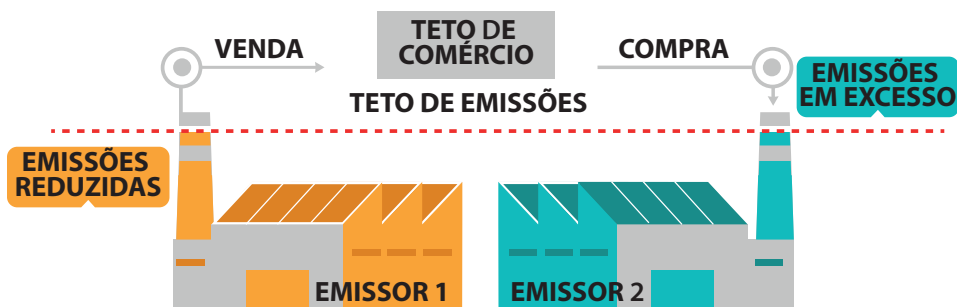 VENDA
TETO DE
COMÉRCIO
COMPRA
EMISSÕES
EM EXCESSO
TETO DE EMISSÕES
EMISSÕES
REDUZIDAS
EMISSOR 1
EMISSOR 2